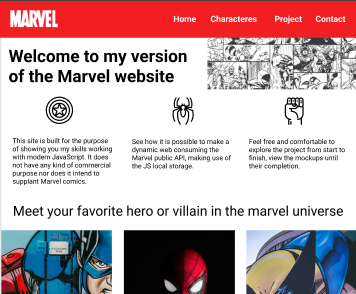 MARVEL
Home Characteres Project Contact
Welcome to my version
of the Marvel website
This site is built for the purpose
of showing you my skills working
with modern JavaScript. It does
not have any kind of commercial
purpose nor does it intend to
supplant Marvel comics.
See how it is possible to make a
dynamic web consuming the
Marvel public API, making use of
the JS local storage.
Feel free and comfortable to
explore the project from start to
finish, view the mockups until
their completion.
Meet your favorite hero or villain in the marvel universe